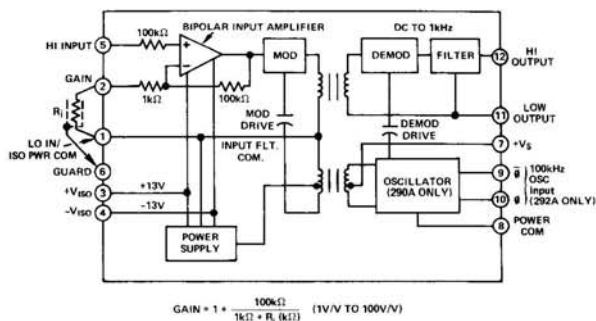 BIPOLAR INPUT AMPLIFIER
DC TO 1kHz
HI INPUT
5
100kΩ
+
−
MOD
DEMOD
FILTER
12
HI
OUTPUT
GAIN
2
1kΩ
100kΩ
MOD
DRIVE
DEMOD
DRIVE
11
LOW
OUTPUT
Ri
1
LO IN/
ISO PWR COM
INPUT FLT.
COM.
7
+VS
GUARD
6
+VISO
3
+13V
−VISO
4
−13V
POWER
SUPPLY
OSCILLATOR
(290A ONLY)
9
10
100kHz
OSC
Input
(292A ONLY)
8
POWER
COM
GAIN = 1 + 100kΩ / 1kΩ + Ri (kΩ) (1V/V TO 100V/V)